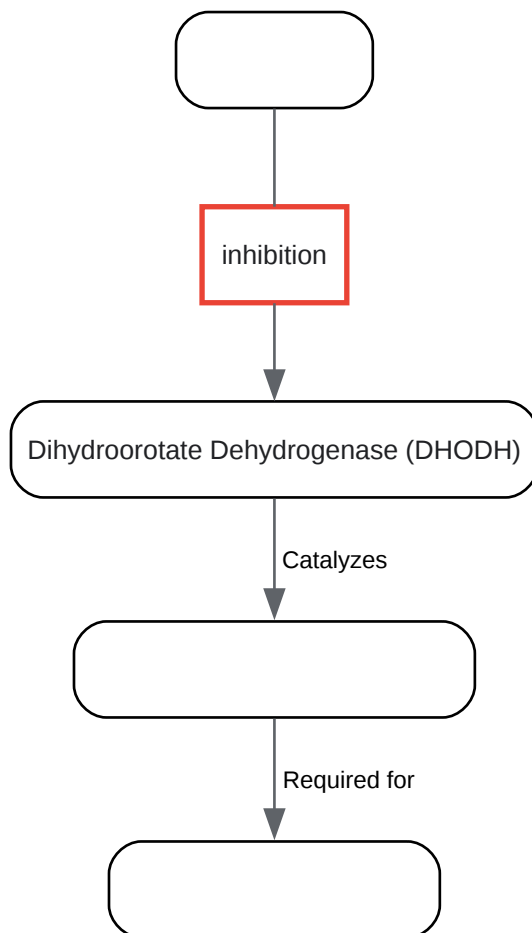 inhibition
Dihydroorotate Dehydrogenase (DHODH)
Catalyzes
Required for